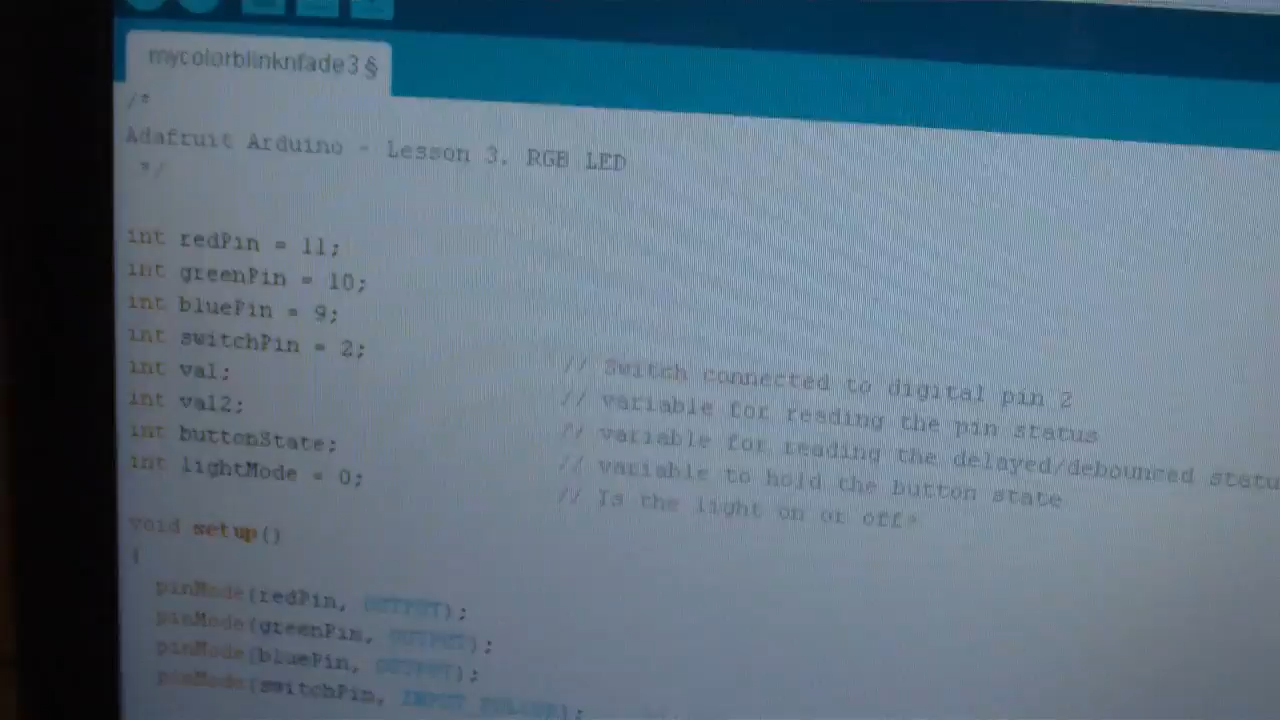 mycolorblinknfade3 §
/*
Adafruit Arduino - Lesson 3. RGB LED
*/
int redPin = 11;
int greenPin = 10;
int bluePin = 9;
int switchPin = 2; // Switch connected to digital pin 2
int val; // variable for reading the pin status
int val2; // variable for reading the delayed/debounced statu
int buttonState; // variable to hold the button state
int lightMode = 0; // Is the light on or off?
void setup()
{
pinMode(redPin, OUTPUT);
pinMode(greenPin, OUTPUT);
pinMode(bluePin, OUTPUT);
pinMode(switchPin, INPUT_PULLUP);